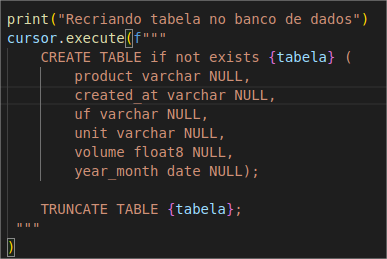 print("Recriando tabela no banco de dados")
cursor.execute(f"""
    CREATE TABLE if not exists {tabela} (
        product varchar NULL,
        created_at varchar NULL,
        uf varchar NULL,
        unit varchar NULL,
        volume float8 NULL,
        year_month date NULL);

    TRUNCATE TABLE {tabela};
 """
)